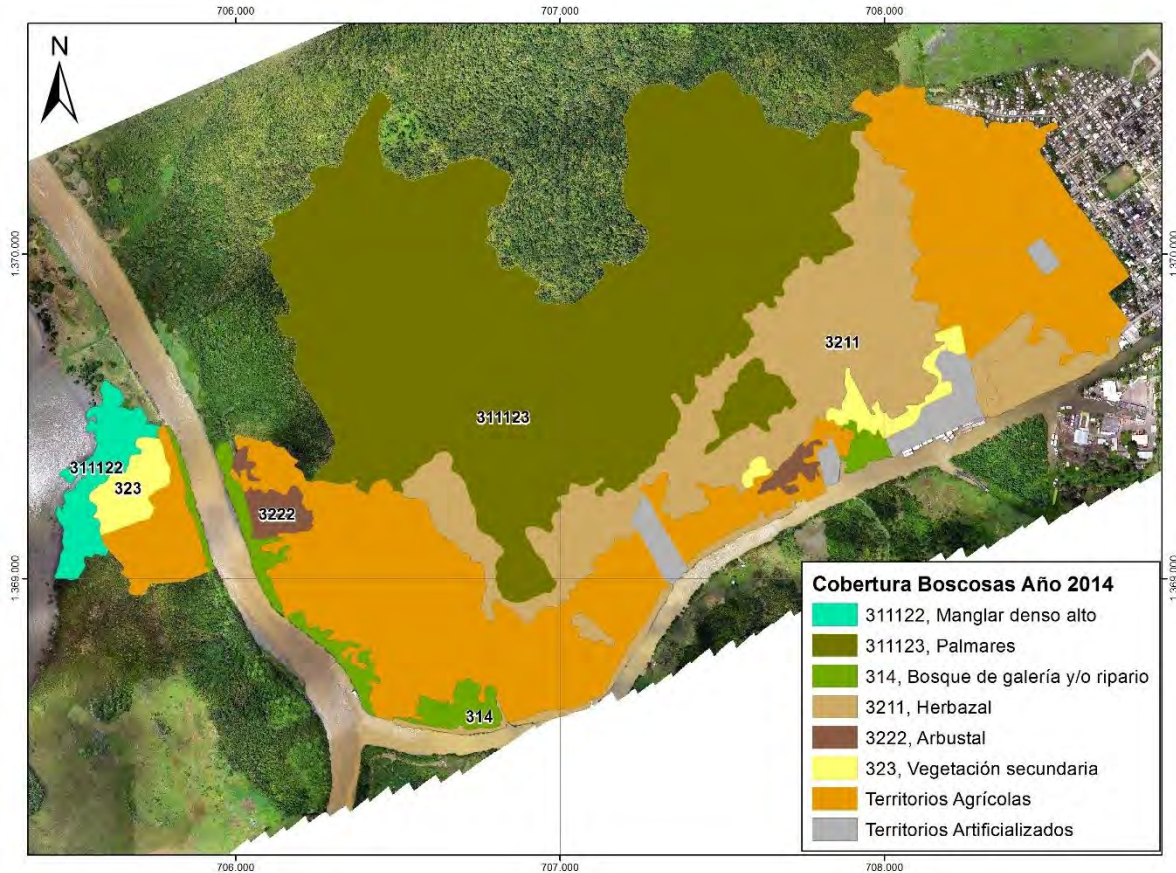 706.000 707.000 708.000
N
1.370.000 1.370.000
3211
311123
311122
323
3222
1.369.000 1.369.000
314
Cobertura Boscosas Año 2014
311122, Manglar denso alto
311123, Palmares
314, Bosque de galería y/o ripario
3211, Herbazal
3222, Arbustal
323, Vegetación secundaria
Territorios Agrícolas
Territorios Artificializados
706.000 707.000 708.000